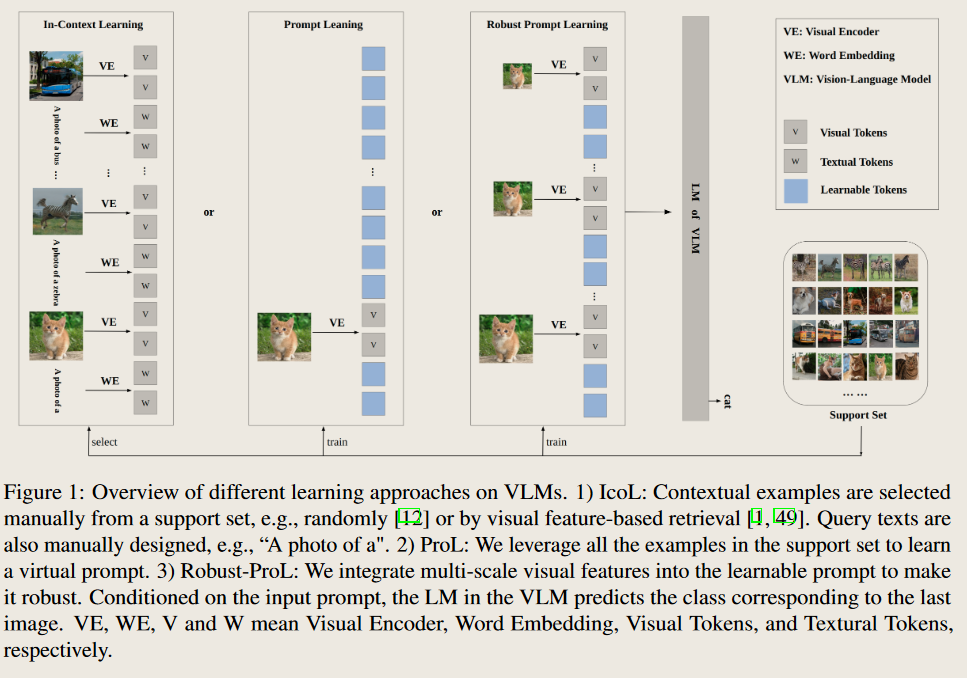 In-Context Learning
VE
V
V
A photo of a bus
WE
W
W
...
...
...
VE
V
V
A photo of a zebra
WE
W
W
VE
V
V
A photo of a
WE
W
W
select
or
Prompt Leaning
...
VE
V
V
train
or
Robust Prompt Learning
VE
V
V
...
VE
V
V
...
VE
V
V
train
LM of VLM
cat
VE: Visual Encoder
WE: Word Embedding
VLM: Vision-Language Model
V Visual Tokens
W Textual Tokens
Learnable Tokens
... ...
Support Set
Figure 1: Overview of different learning approaches on VLMs. 1) IcoL: Contextual examples are selected
manually from a support set, e.g., randomly [12] or by visual feature-based retrieval [1, 49]. Query texts are
also manually designed, e.g., “A photo of a". 2) ProL: We leverage all the examples in the support set to learn
a virtual prompt. 3) Robust-ProL: We integrate multi-scale visual features into the learnable prompt to make
it robust. Conditioned on the input prompt, the LM in the VLM predicts the class corresponding to the last
image. VE, WE, V and W mean Visual Encoder, Word Embedding, Visual Tokens, and Textural Tokens,
respectively.